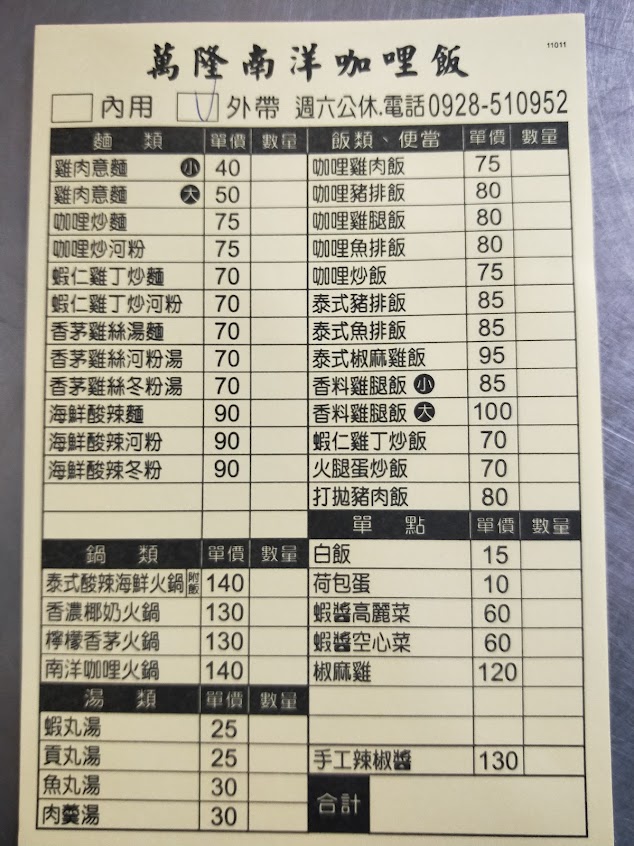 萬隆南洋咖哩飯
11011
內用 外帶 週六公休.電話0928-510952
麵類 單價 數量
雞肉意麵 小 40
雞肉意麵 大 50
咖哩炒麵 75
咖哩炒河粉 75
蝦仁雞丁炒麵 70
蝦仁雞丁炒河粉 70
香茅雞絲湯麵 70
香茅雞絲河粉湯 70
香茅雞絲冬粉湯 70
海鮮酸辣麵 90
海鮮酸辣河粉 90
海鮮酸辣冬粉 90
鍋類 單價 數量
泰式酸辣海鮮火鍋 附飯 140
香濃椰奶火鍋 130
檸檬香茅火鍋 130
南洋咖哩火鍋 140
湯類 單價 數量
蝦丸湯 25
貢丸湯 25
魚丸湯 30
肉羹湯 30
飯類、便當 單價 數量
咖哩雞肉飯 75
咖哩豬排飯 80
咖哩雞腿飯 80
咖哩魚排飯 80
咖哩炒飯 75
泰式豬排飯 85
泰式魚排飯 85
泰式椒麻雞飯 95
香料雞腿飯 小 85
香料雞腿飯 大 100
蝦仁雞丁炒飯 70
火腿蛋炒飯 70
打拋豬肉飯 80
單點 單價 數量
白飯 15
荷包蛋 10
蝦醬高麗菜 60
蝦醬空心菜 60
椒麻雞 120
手工辣椒醬 130
合計